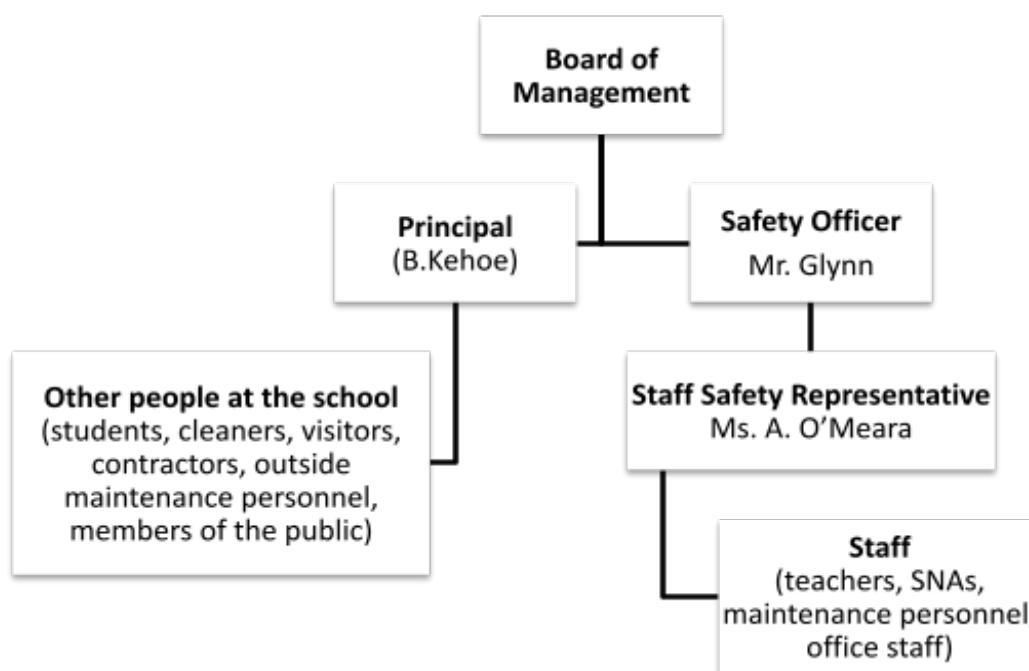 Board of
Management
Principal
(B.Kehoe)
Safety Officer
Mr. Glynn
Other people at the school
(students, cleaners, visitors,
contractors, outside
maintenance personnel,
members of the public)
Staff Safety Representative
Ms. A. O’Meara
Staff
(teachers, SNAs,
maintenance personnel
office staff)